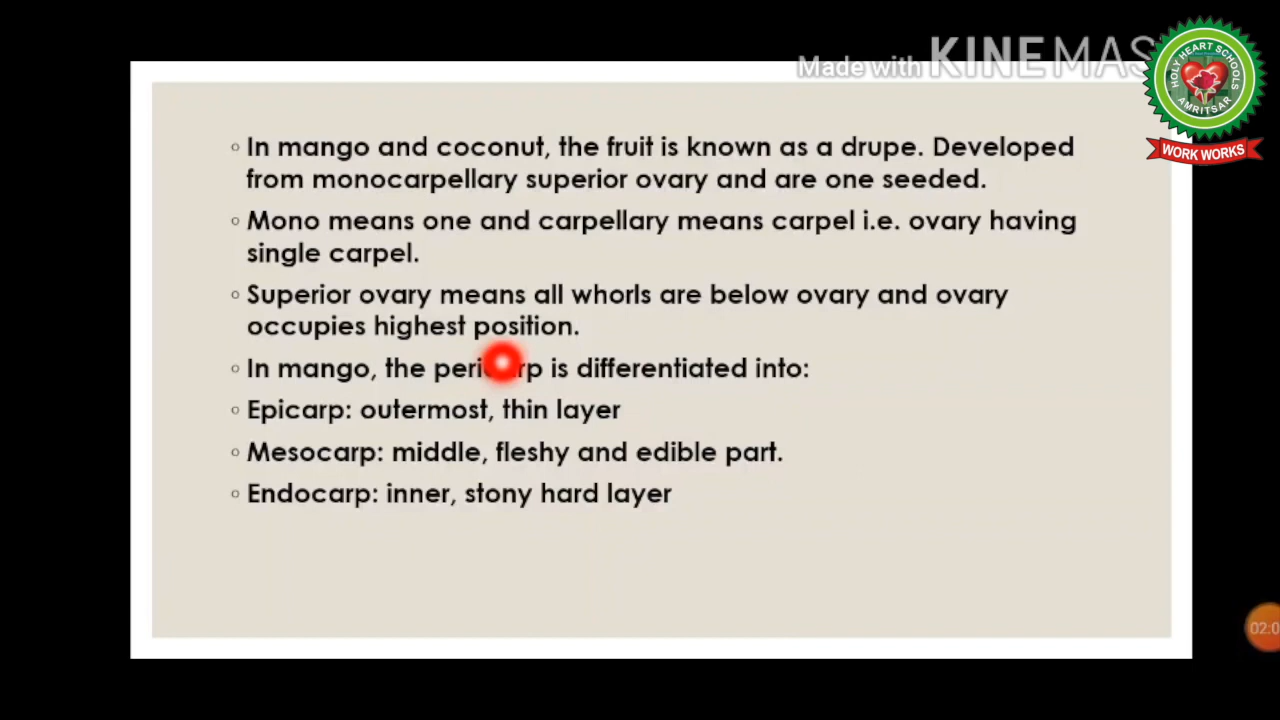 Made with KINEMAS
HOLY HEART SCHOOLS
AMRITSAR
WORK WORKS
◦ In mango and coconut, the fruit is known as a drupe. Developed
from monocarpellary superior ovary and are one seeded.
◦ Mono means one and carpellary means carpel i.e. ovary having
single carpel.
◦ Superior ovary means all whorls are below ovary and ovary
occupies highest position.
◦ In mango, the pericarp is differentiated into:
◦ Epicarp: outermost, thin layer
◦ Mesocarp: middle, fleshy and edible part.
◦ Endocarp: inner, stony hard layer
02:0